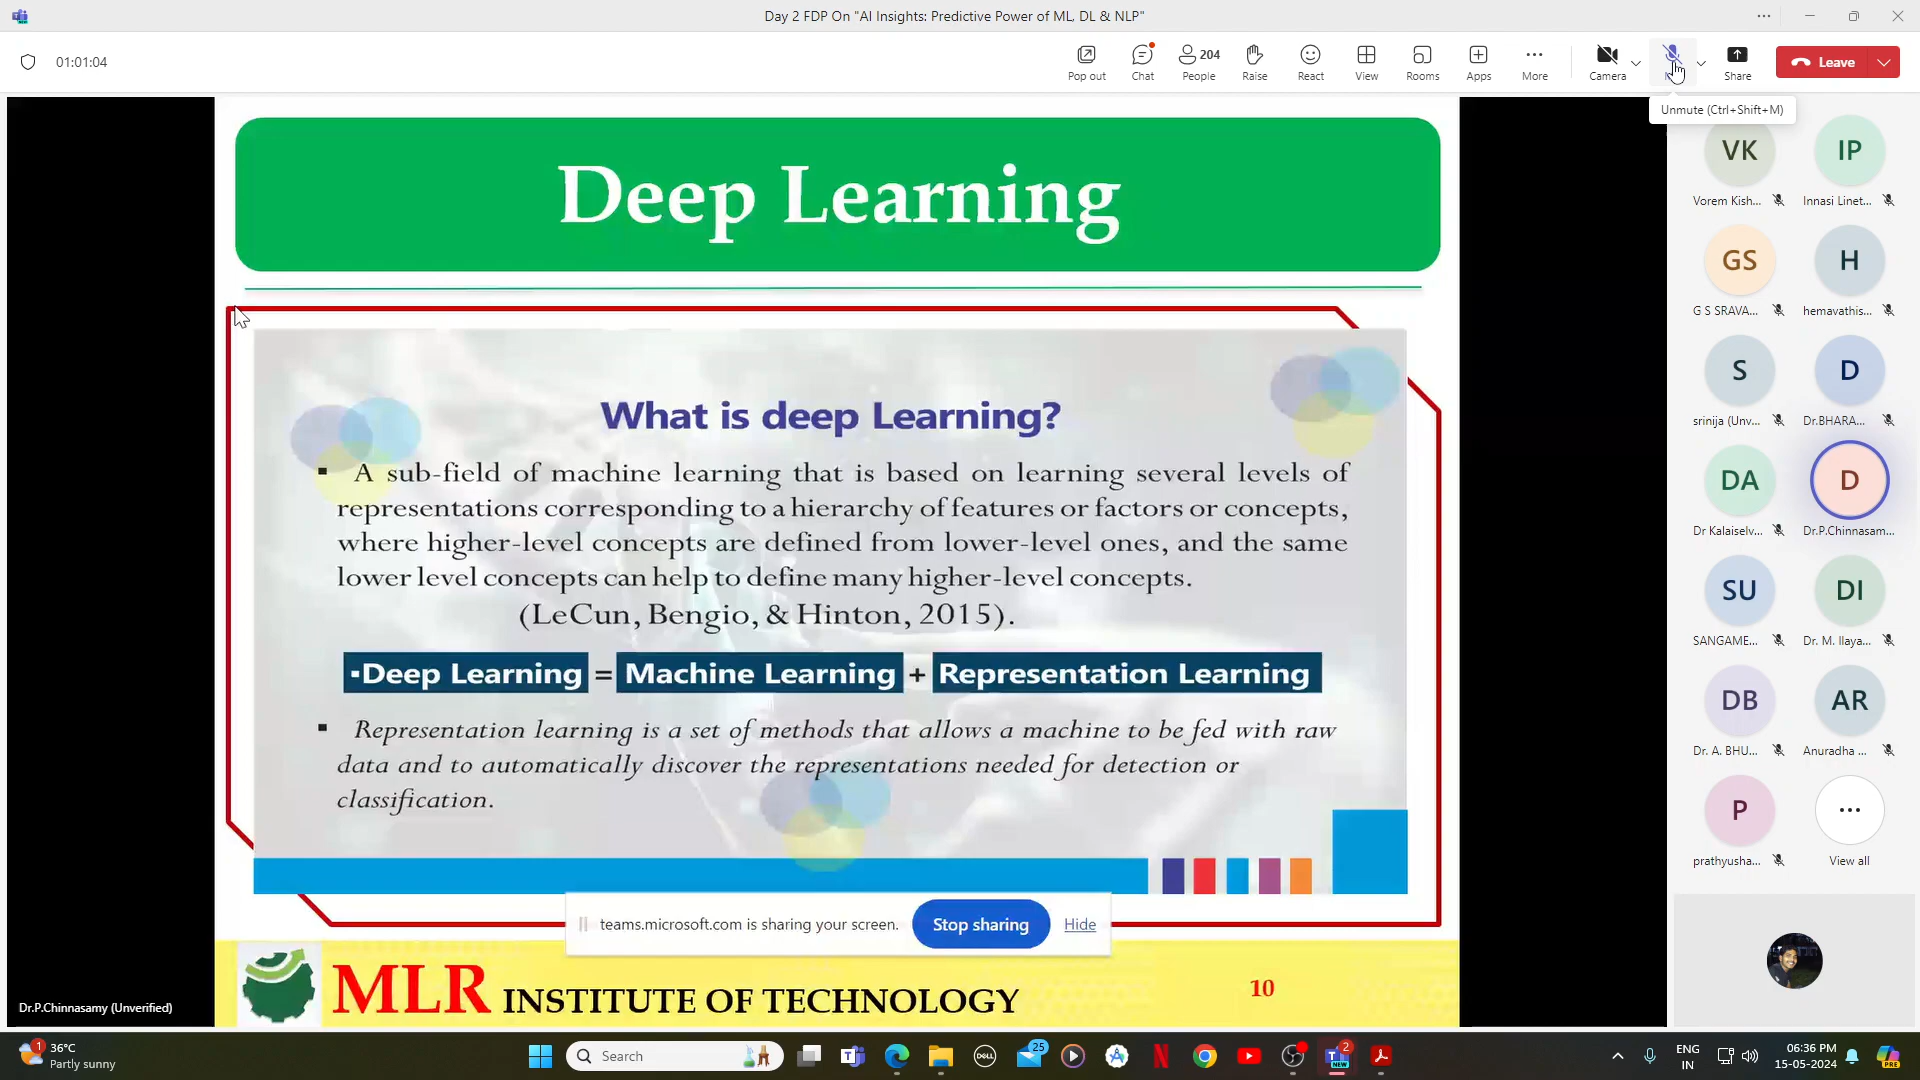 Day 2 FDP On "AI Insights: Predictive Power of ML, DL & NLP"
01:01:04
Pop out
Chat
204
People
Raise
React
View
Rooms
Apps
More
Camera
Share
Leave
Unmute (Ctrl+Shift+M)
Deep Learning
What is deep Learning?
▪ A sub-field of machine learning that is based on learning several levels of
representations corresponding to a hierarchy of features or factors or concepts,
where higher-level concepts are defined from lower-level ones, and the same
lower level concepts can help to define many higher-level concepts.
(LeCun, Bengio, & Hinton, 2015).
▪Deep Learning = Machine Learning + Representation Learning
▪ Representation learning is a set of methods that allows a machine to be fed with raw
data and to automatically discover the representations needed for detection or
classification.
teams.microsoft.com is sharing your screen. Stop sharing Hide
MLR INSTITUTE OF TECHNOLOGY 10
Dr.P.Chinnasamy (Unverified)
VK IP
Vorem Kish... Innasi Linet...
GS H
G S SRAVA... hemavathis...
S D
srinija (Unv... Dr.BHARA...
DA D
Dr Kalaiselv... Dr.P.Chinnasam...
SU DI
SANGAME... Dr. M. Ilaya...
DB AR
Dr. A. BHU... Anuradha ...
P ...
prathyusha... View all
1 36°C
Partly sunny
Search
DELL
25
N
NEW
2
ENG
IN
06:36 PM
15-05-2024
PRE